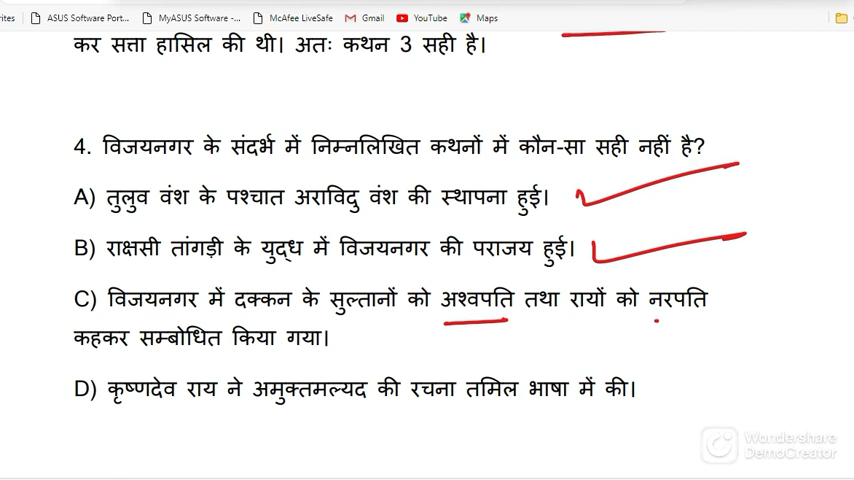 rites ASUS Software Port... MyASUS Software -... McAfee LiveSafe Gmail YouTube Maps
कर सत्ता हासिल की थी। अतः कथन 3 सही है।
4. विजयनगर के संदर्भ में निम्नलिखित कथनों में कौन-सा सही नहीं है?
A) तुलुव वंश के पश्चात अराविदु वंश की स्थापना हुई।
B) राक्षसी तांगड़ी के युद्ध में विजयनगर की पराजय हुई।
C) विजयनगर में दक्कन के सुल्तानों को अश्वपति तथा रायों को नरपति
कहकर सम्बोधित किया गया।
D) कृष्णदेव राय ने अमुक्तमल्यद की रचना तमिल भाषा में की।
Wondershare
DemoCreator